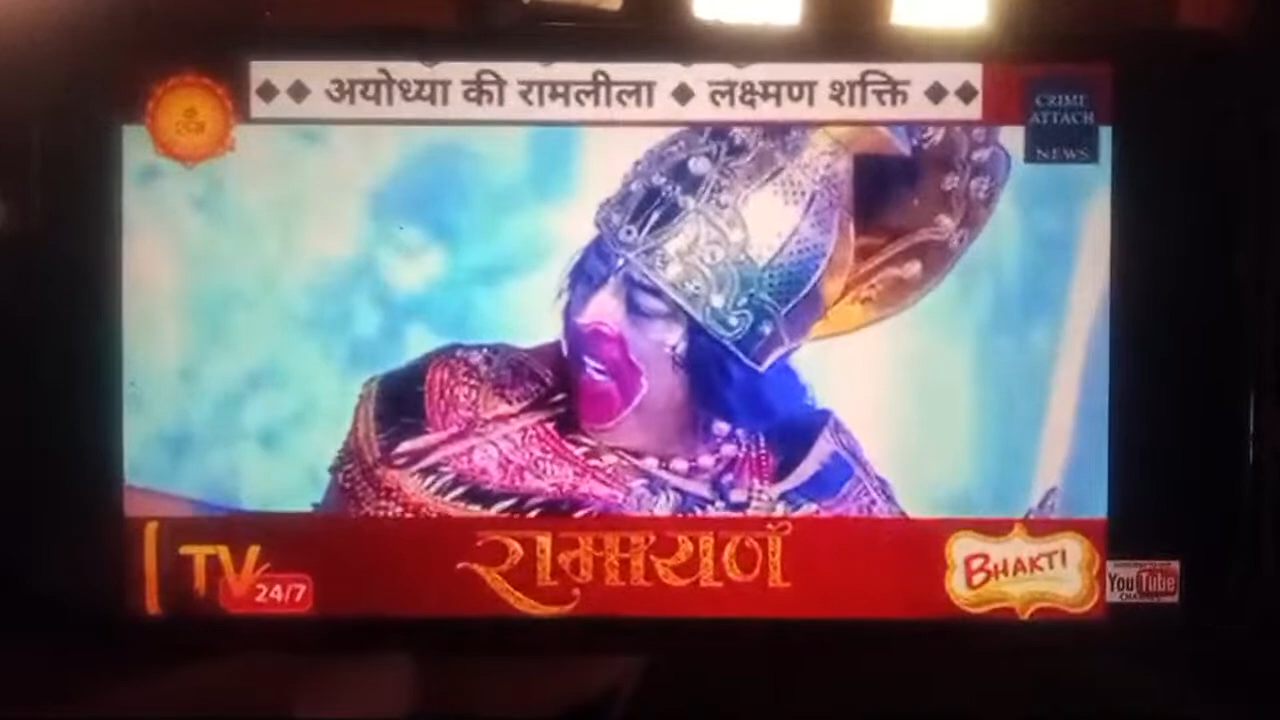 ◆◆ अयोध्या की रामलीला ◆ लक्ष्मण शक्ति ◆◆
CRIME
ATTACH
NEWS
TV
24/7
रामायण
BHAKTI
YouTube